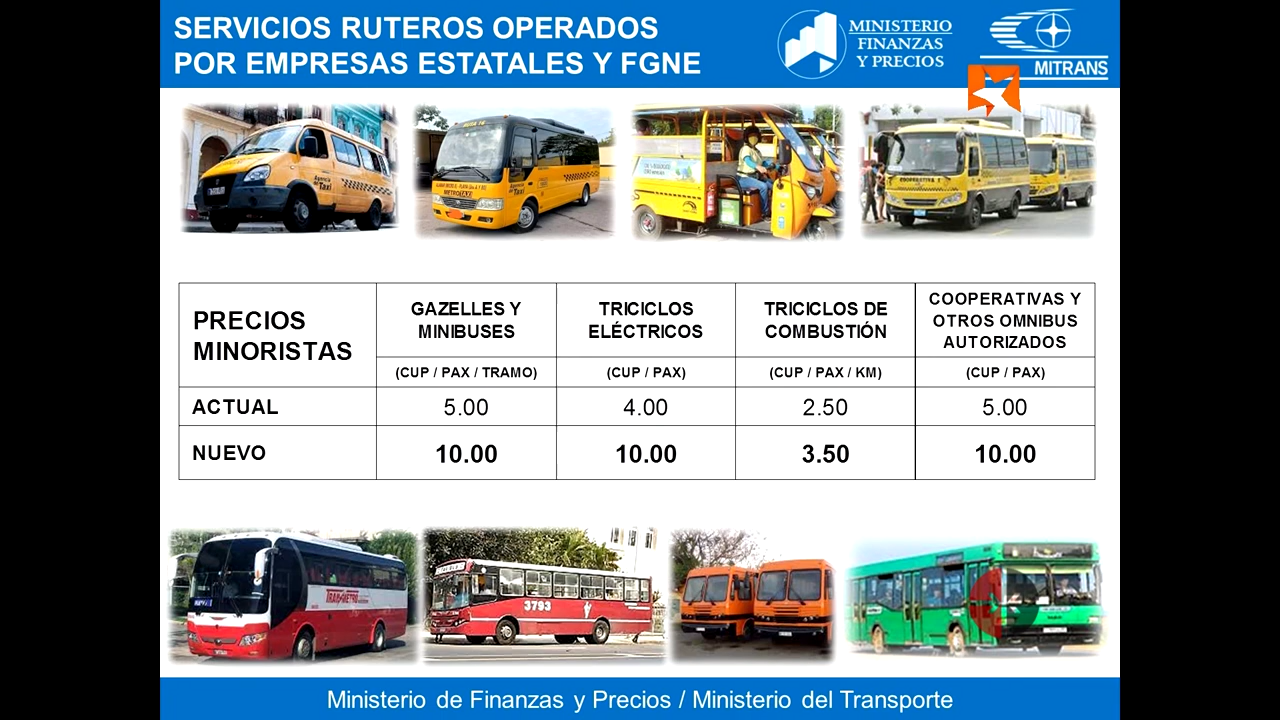 SERVICIOS RUTEROS OPERADOS
POR EMPRESAS ESTATALES Y FGNE
MINISTERIO
FINANZAS
Y PRECIOS
MITRANS
Taxi
METROTAXI
Taxi
COOPERATIVA
PRECIOS
MINORISTAS
GAZELLES Y
MINIBUSES
TRICICLOS
ELÉCTRICOS
TRICICLOS DE
COMBUSTIÓN
COOPERATIVAS Y
OTROS OMNIBUS
AUTORIZADOS
(CUP / PAX / TRAMO)
(CUP / PAX)
(CUP / PAX / KM)
(CUP / PAX)
ACTUAL
5.00
4.00
2.50
5.00
NUEVO
10.00
10.00
3.50
10.00
TRANSMETRO
3793
Ministerio de Finanzas y Precios / Ministerio del Transporte